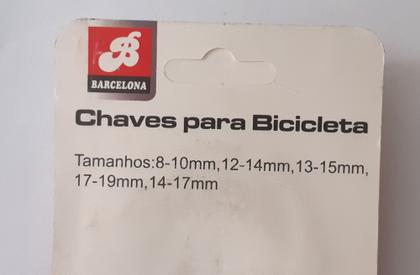 B
BARCELONA
Chaves para Bicicleta
Tamanhos:8-10mm,12-14mm,13-15mm,
17-19mm,14-17mm